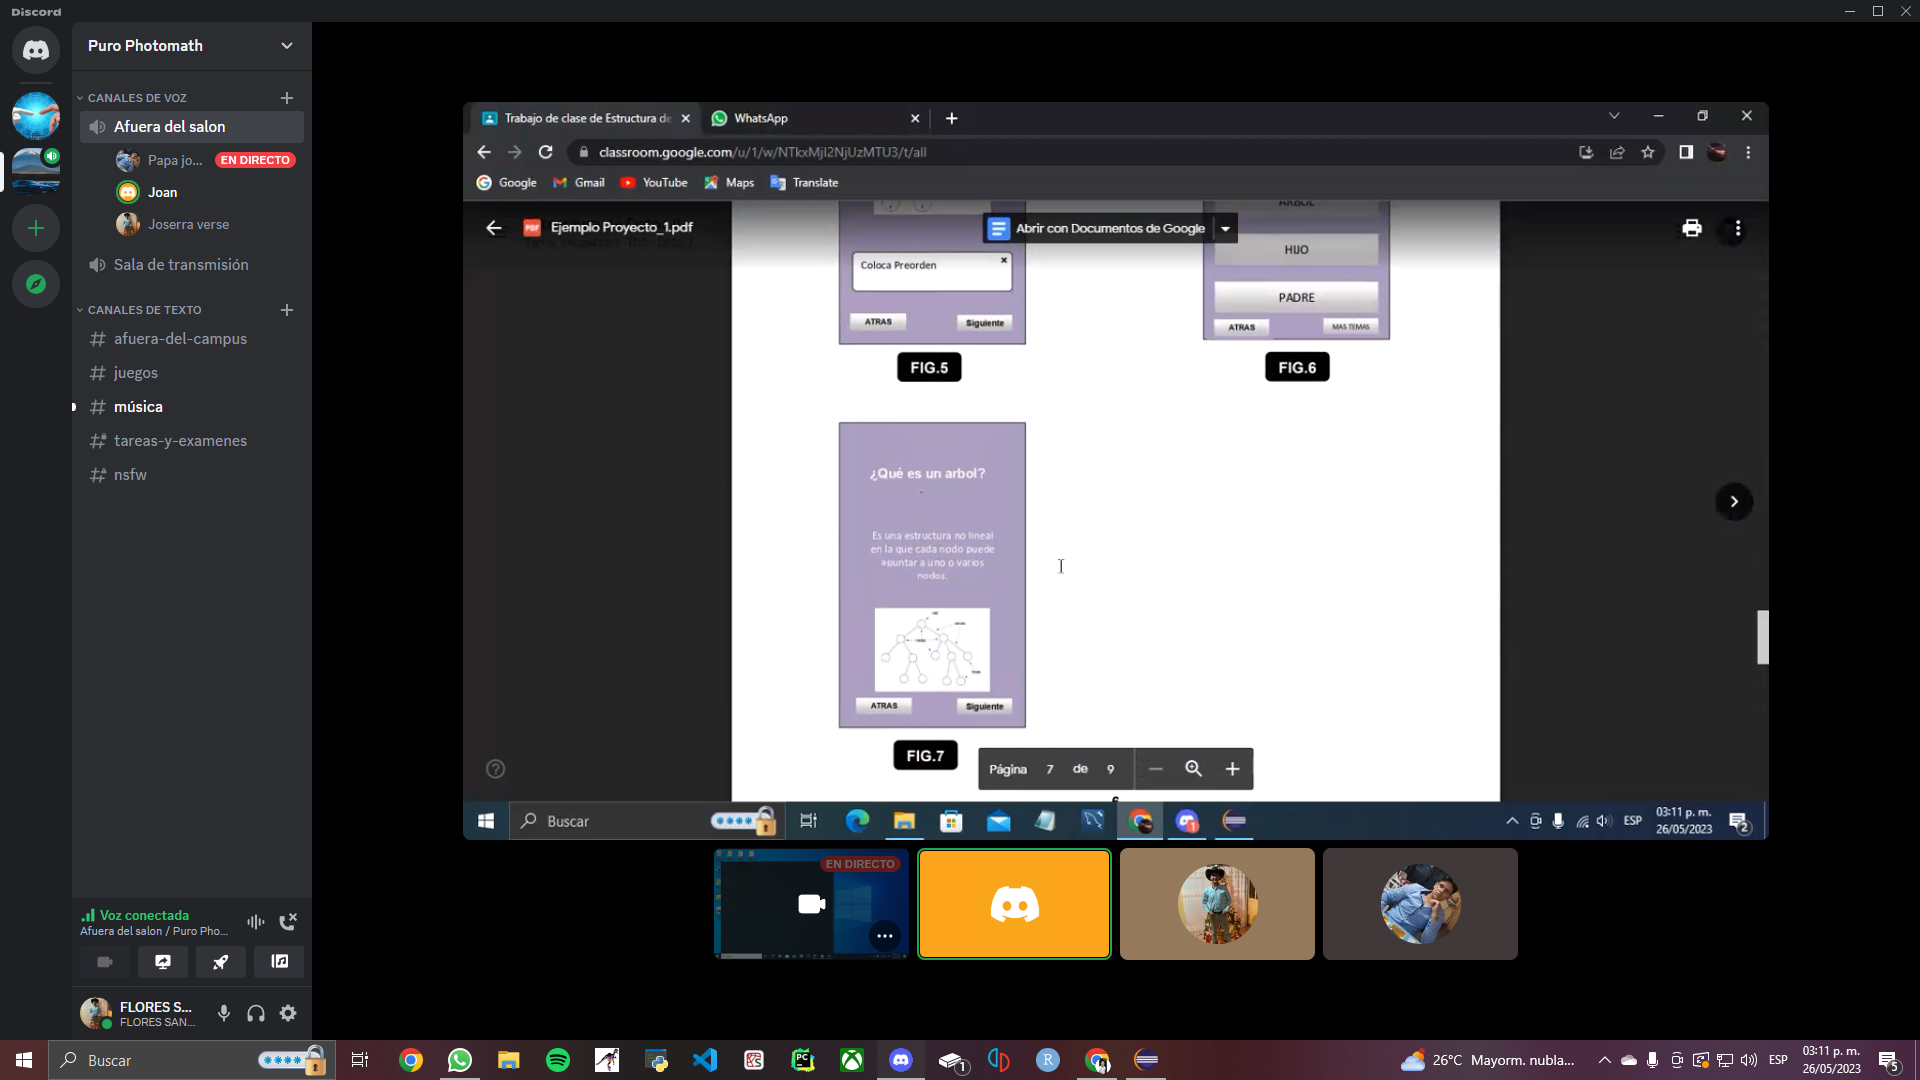 Discord
Puro Photomath
CANALES DE VOZ
Afuera del salon
Papa jo... EN DIRECTO
Joan
Joserra verse
Sala de transmisión
CANALES DE TEXTO
afuera-del-campus
juegos
música
tareas-y-examenes
nsfw
Voz conectada
Afuera del salon / Puro Pho...
FLORES S...
FLORES SAN...
Trabajo de clase de Estructura de
WhatsApp
classroom.google.com/u/1/w/NTkxMjI2NjUzMTU3/t/all
Google
Gmail
YouTube
Maps
Translate
PDF
Ejemplo Proyecto_1.pdf
Abrir con Documentos de Google
ARBOL
Coloca Preorden
HIJO
PADRE
ATRAS
Siguiente
ATRAS
MAS TEMAS
FIG.5
FIG.6
¿Qué es un arbol?
Es una estructura no lineal
en la que cada nodo puede
apuntar a uno o varios
nodos.
ATRAS
Siguiente
FIG.7
Página 7 de 9
Buscar
ESP
03:11 p. m.
26/05/2023
2
EN DIRECTO
Buscar
26°C Mayorm. nubla...
ESP
03:11 p. m.
26/05/2023
5